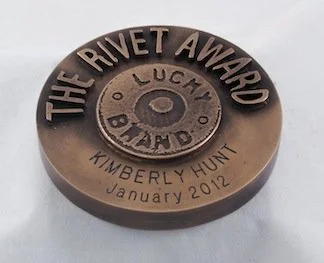 THE RIVET AWARD
LUCKY
BRAND
KIMBERLY HUNT
January 2012